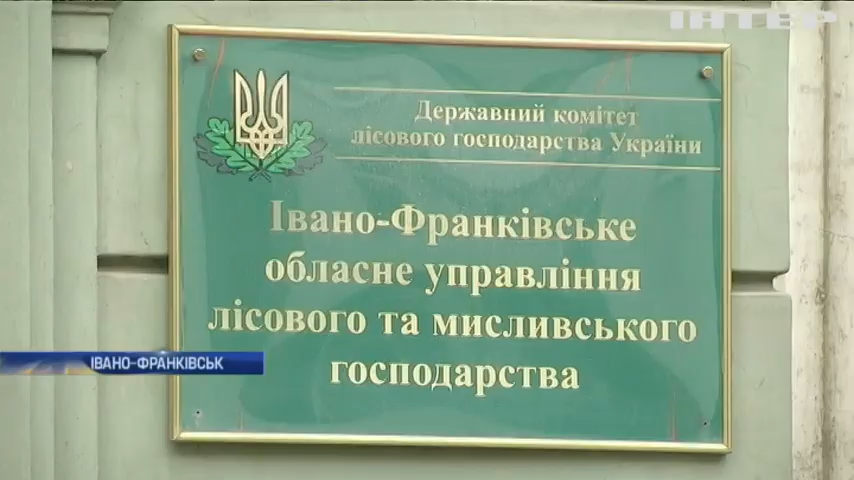 ІНТЕР
Державний комітет
лісового господарства України
Івано-Франківське
обласне управління
лісового та мисливського
господарства
ІВАНО-ФРАНКІВСЬК